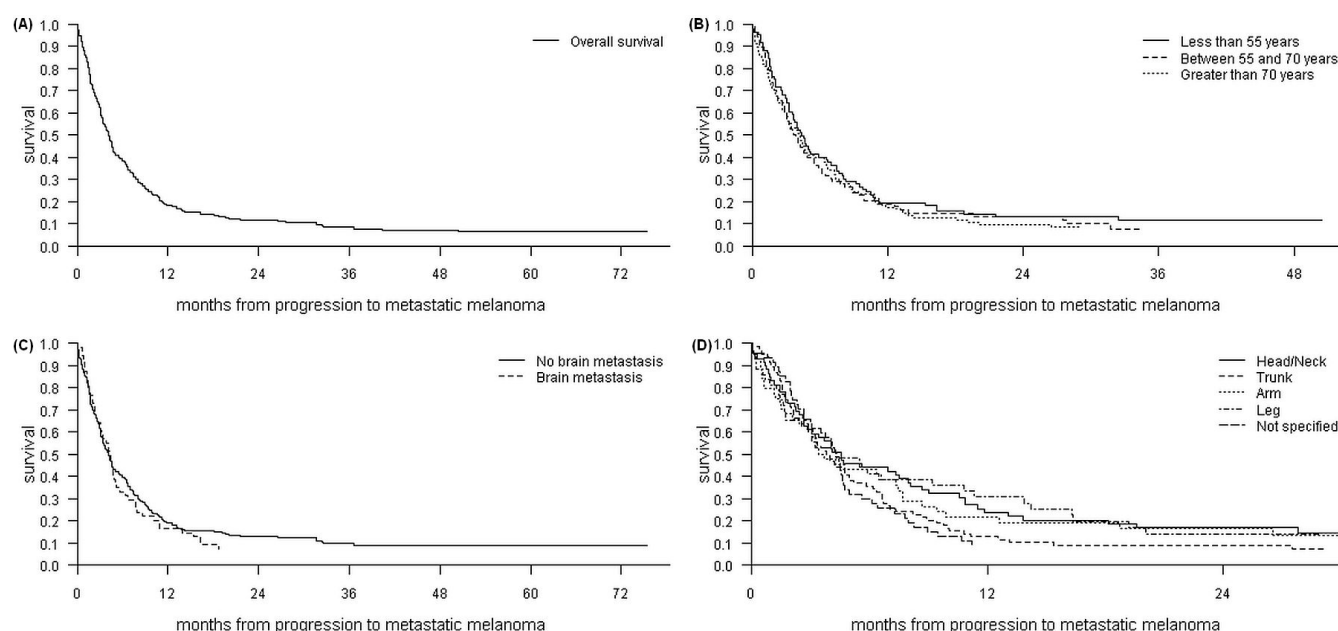 (A)
1.0
0.9
0.8
0.7
0.6
0.5
0.4
0.3
0.2
0.1
0.0
survival
Overall survival
0 12 24 36 48 60 72
months from progression to metastatic melanoma
(B)
1.0
0.9
0.8
0.7
0.6
0.5
0.4
0.3
0.2
0.1
0.0
survival
Less than 55 years
Between 55 and 70 years
Greater than 70 years
0 12 24 36 48
months from progression to metastatic melanoma
(C)
1.0
0.9
0.8
0.7
0.6
0.5
0.4
0.3
0.2
0.1
0.0
survival
No brain metastasis
Brain metastasis
0 12 24 36 48 60 72
months from progression to metastatic melanoma
(D)
1.0
0.9
0.8
0.7
0.6
0.5
0.4
0.3
0.2
0.1
0.0
survival
Head/Neck
Trunk
Arm
Leg
Not specified
0 12 24
months from progression to metastatic melanoma